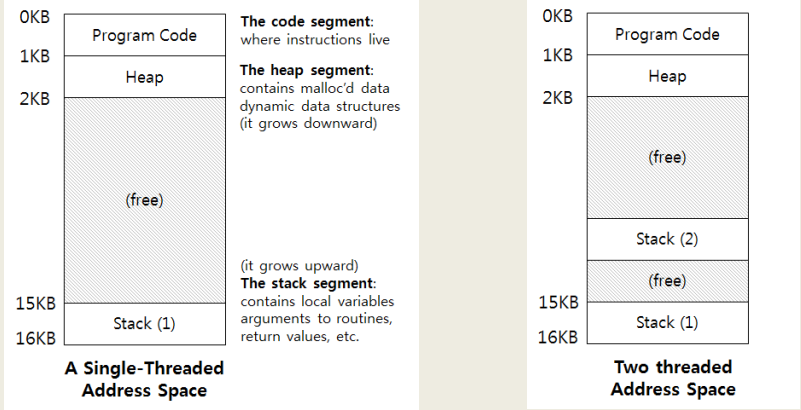 0KB
Program Code
The code segment:
where instructions live
1KB
Heap
The heap segment:
contains malloc'd data
dynamic data structures
(it grows downward)
2KB
(free)
(it grows upward)
The stack segment:
contains local variables
arguments to routines,
return values, etc.
15KB
Stack (1)
16KB
A Single-Threaded
Address Space
0KB
Program Code
1KB
Heap
2KB
(free)
Stack (2)
(free)
15KB
Stack (1)
16KB
Two threaded
Address Space